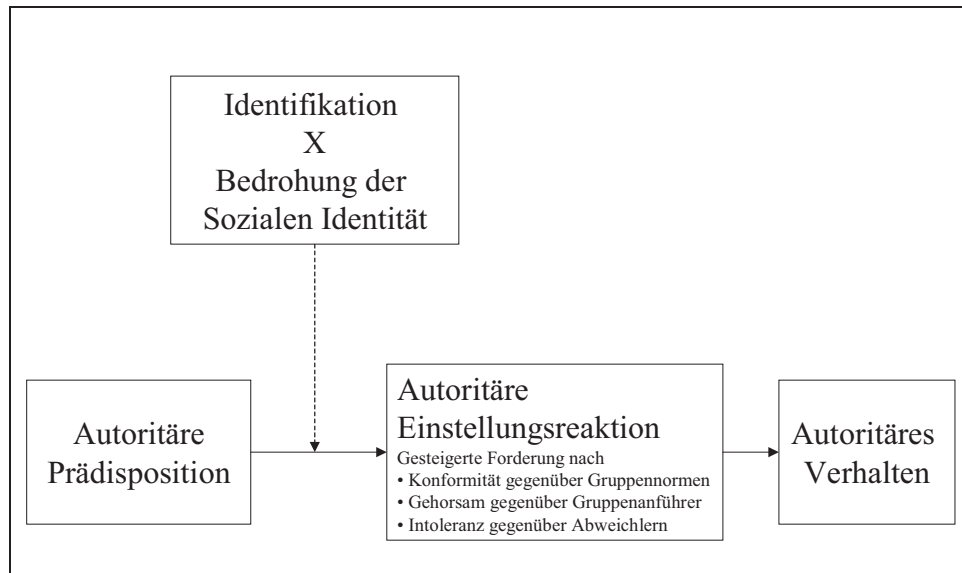 Identifikation
X
Bedrohung der
Sozialen Identität
Autoritäre
Prädisposition
Autoritäre
Einstellungsreaktion
Gesteigerte Forderung nach
• Konformität gegenüber Gruppennormen
• Gehorsam gegenüber Gruppenanführer
• Intoleranz gegenüber Abweichlern
Autoritäres
Verhalten